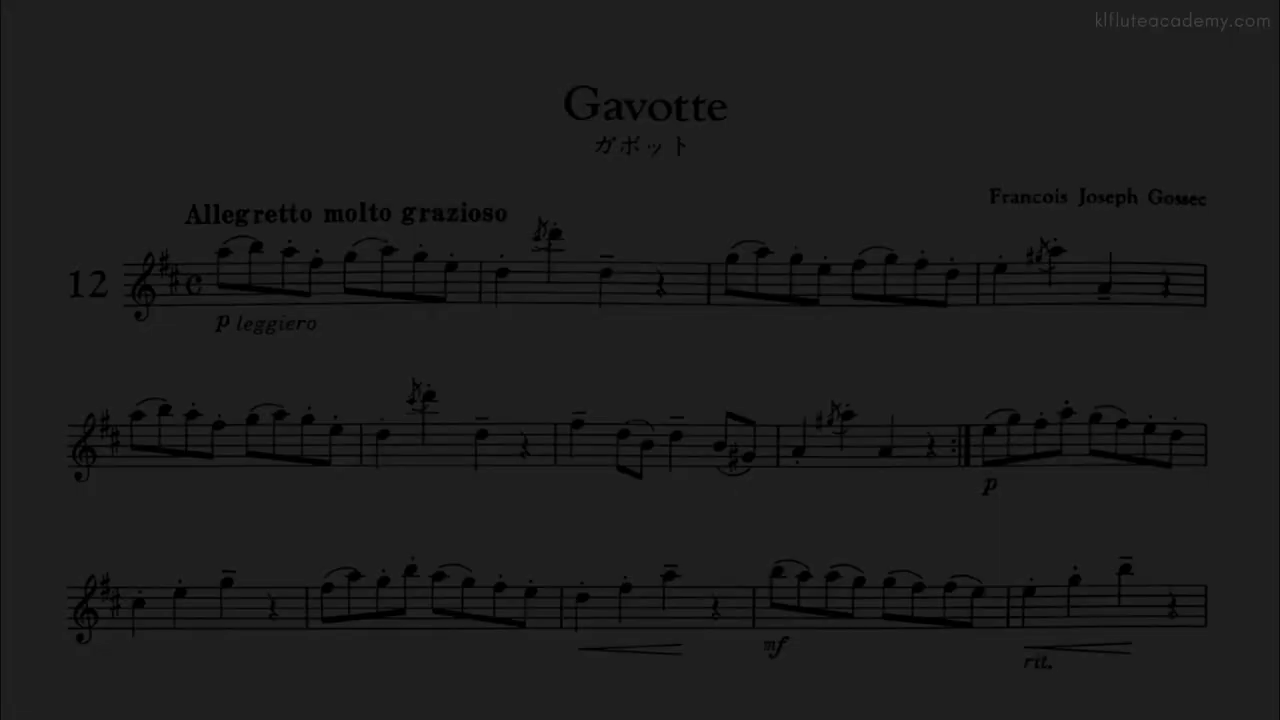 klfluteacademy.com
Gavotte
ガボット
Francois Joseph Gossec
Allegretto molto grazioso
12
p leggiero
p
mf
rit.